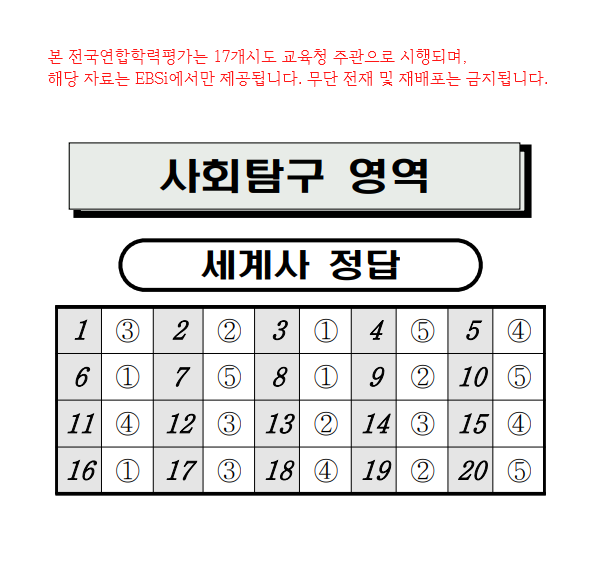 본 전국연합학력평가는 17개시도 교육청 주관으로 시행되며,
해당 자료는 EBSi에서만 제공됩니다. 무단 전재 및 재배포는 금지됩니다.
사회탐구 영역
세계사 정답
1 ③ 2 ② 3 ① 4 ⑤ 5 ④
6 ① 7 ⑤ 8 ① 9 ② 10 ⑤
11 ④ 12 ③ 13 ② 14 ③ 15 ④
16 ① 17 ③ 18 ④ 19 ② 20 ⑤